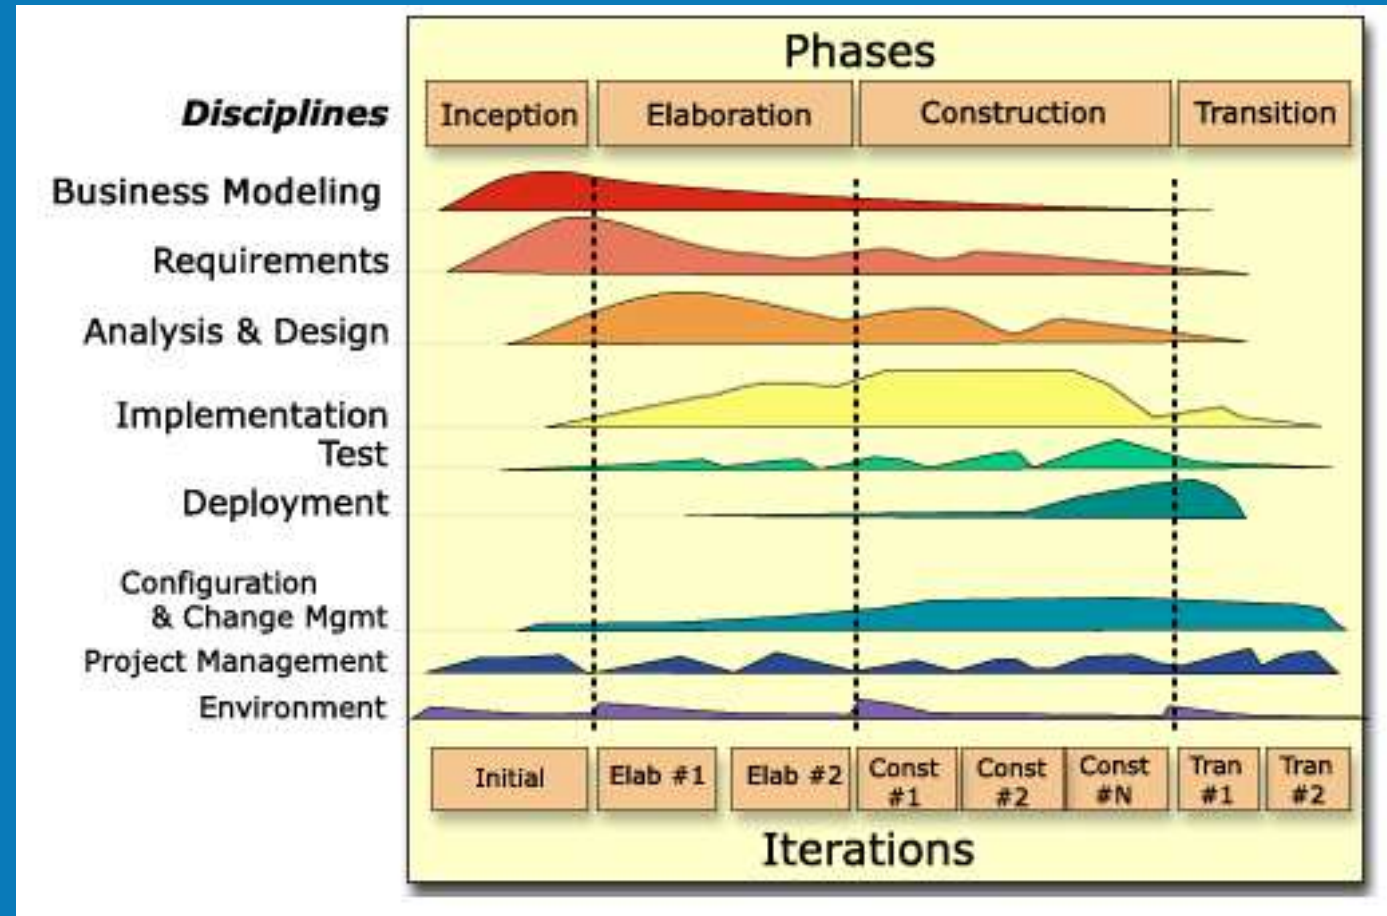 Phases
Disciplines
Inception
Elaboration
Construction
Transition
Business Modeling
Requirements
Analysis & Design
Implementation
Test
Deployment
Configuration
& Change Mgmt
Project Management
Environment
Initial
Elab #1
Elab #2
Const
#1
Const
#2
Const
#N
Tran
#1
Tran
#2
Iterations